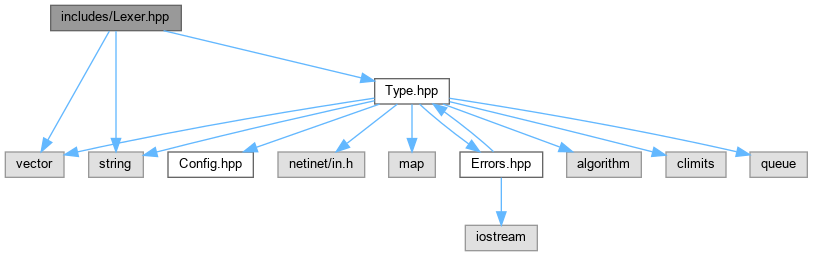 includes/Lexer.hpp
Type.hpp
vector
string
Config.hpp
netinet/in.h
map
Errors.hpp
algorithm
climits
queue
iostream